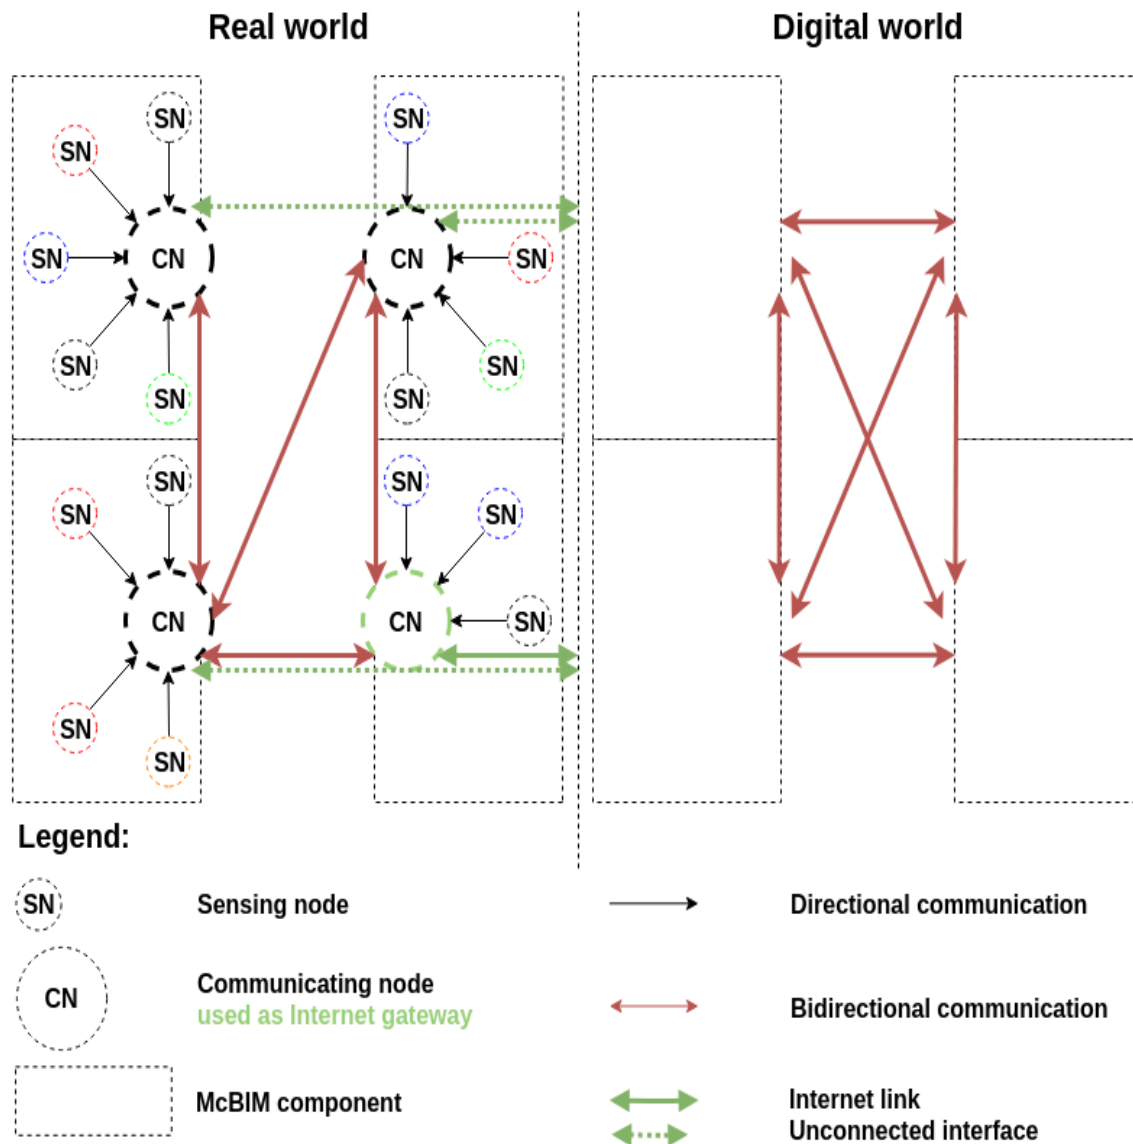 Real world
Digital world
SN
SN
SN
SN
CN
CN
SN
SN
SN
SN
SN
SN
SN
SN
SN
SN
SN
CN
CN
SN
SN
SN
Legend:
SN
Sensing node
Directional communication
CN
Communicating node
used as Internet gateway
Bidirectional communication
McBIM component
Internet link
Unconnected interface